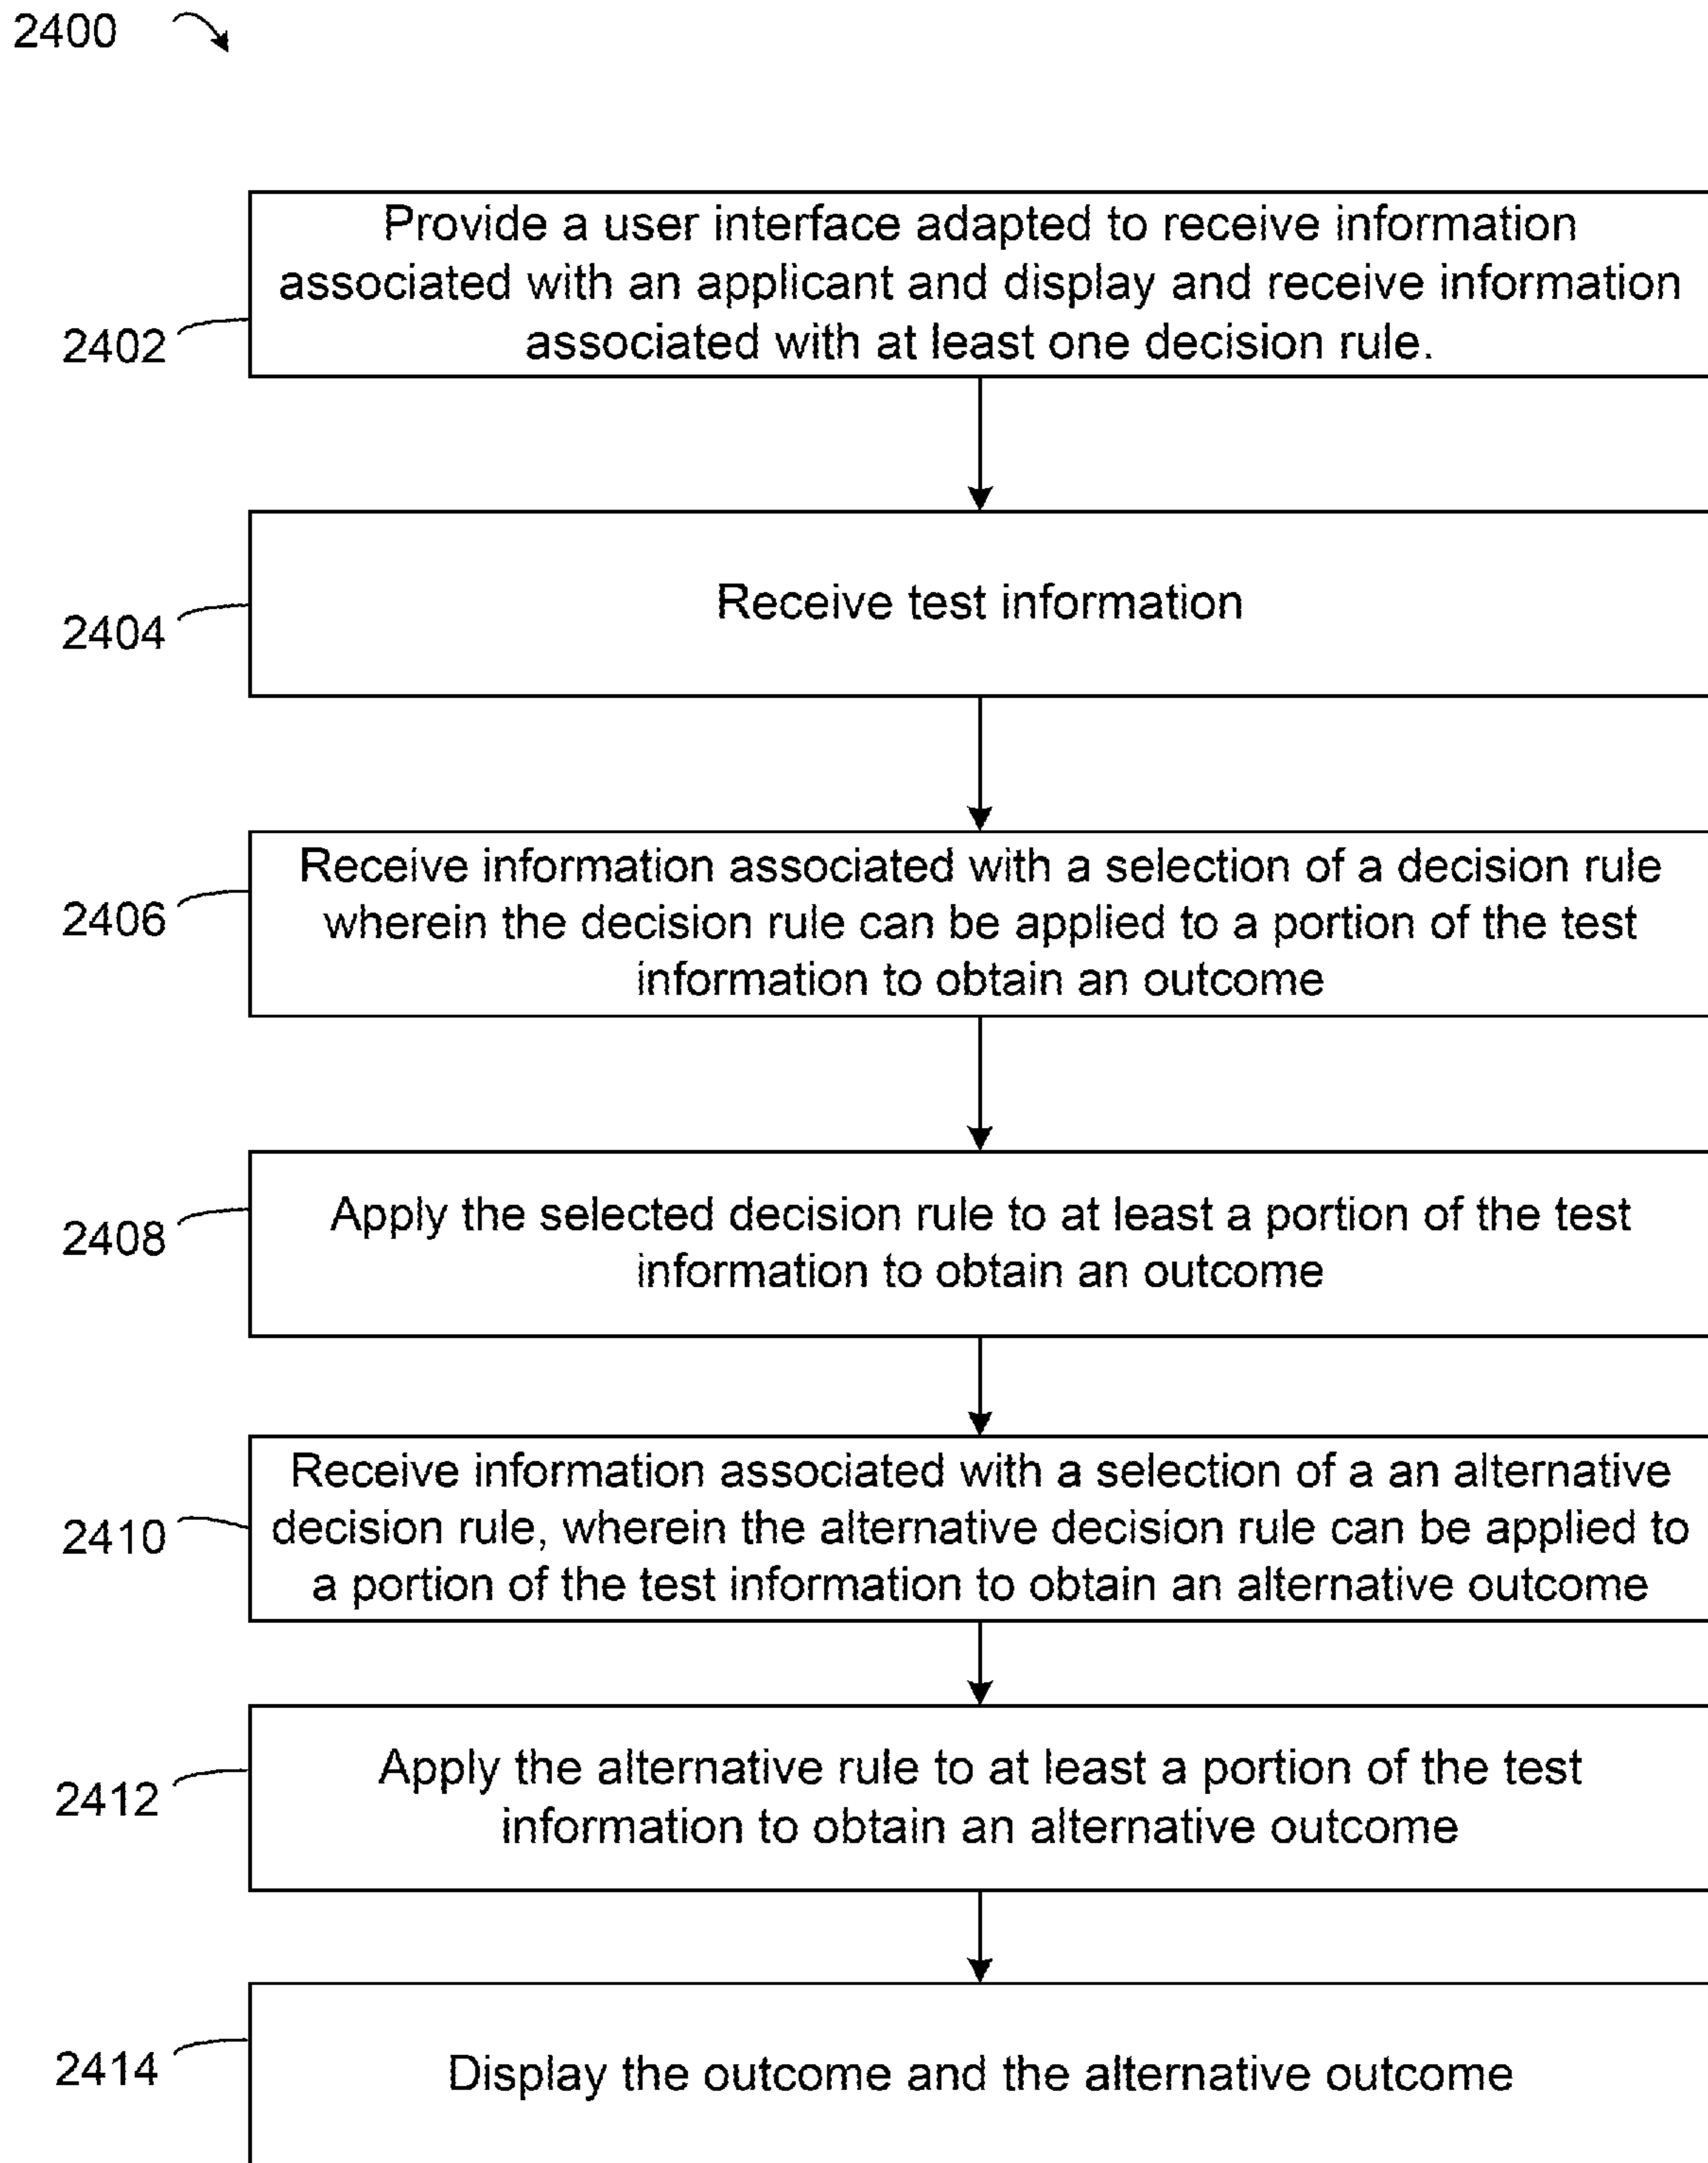 2400
Provide a user interface adapted to receive information
associated with an applicant and display and receive information
associated with at least one decision rule.
2402
Receive test information
2404
Receive information associated with a selection of a decision rule
wherein the decision rule can be applied to a portion of the test
information to obtain an outcome
2406
Apply the selected decision rule to at least a portion of the test
information to obtain an outcome
2408
Receive information associated with a selection of a an alternative
decision rule, wherein the alternative decision rule can be applied to
a portion of the test information to obtain an alternative outcome
2410
Apply the alternative rule to at least a portion of the test
information to obtain an alternative outcome
2412
Display the outcome and the alternative outcome
2414